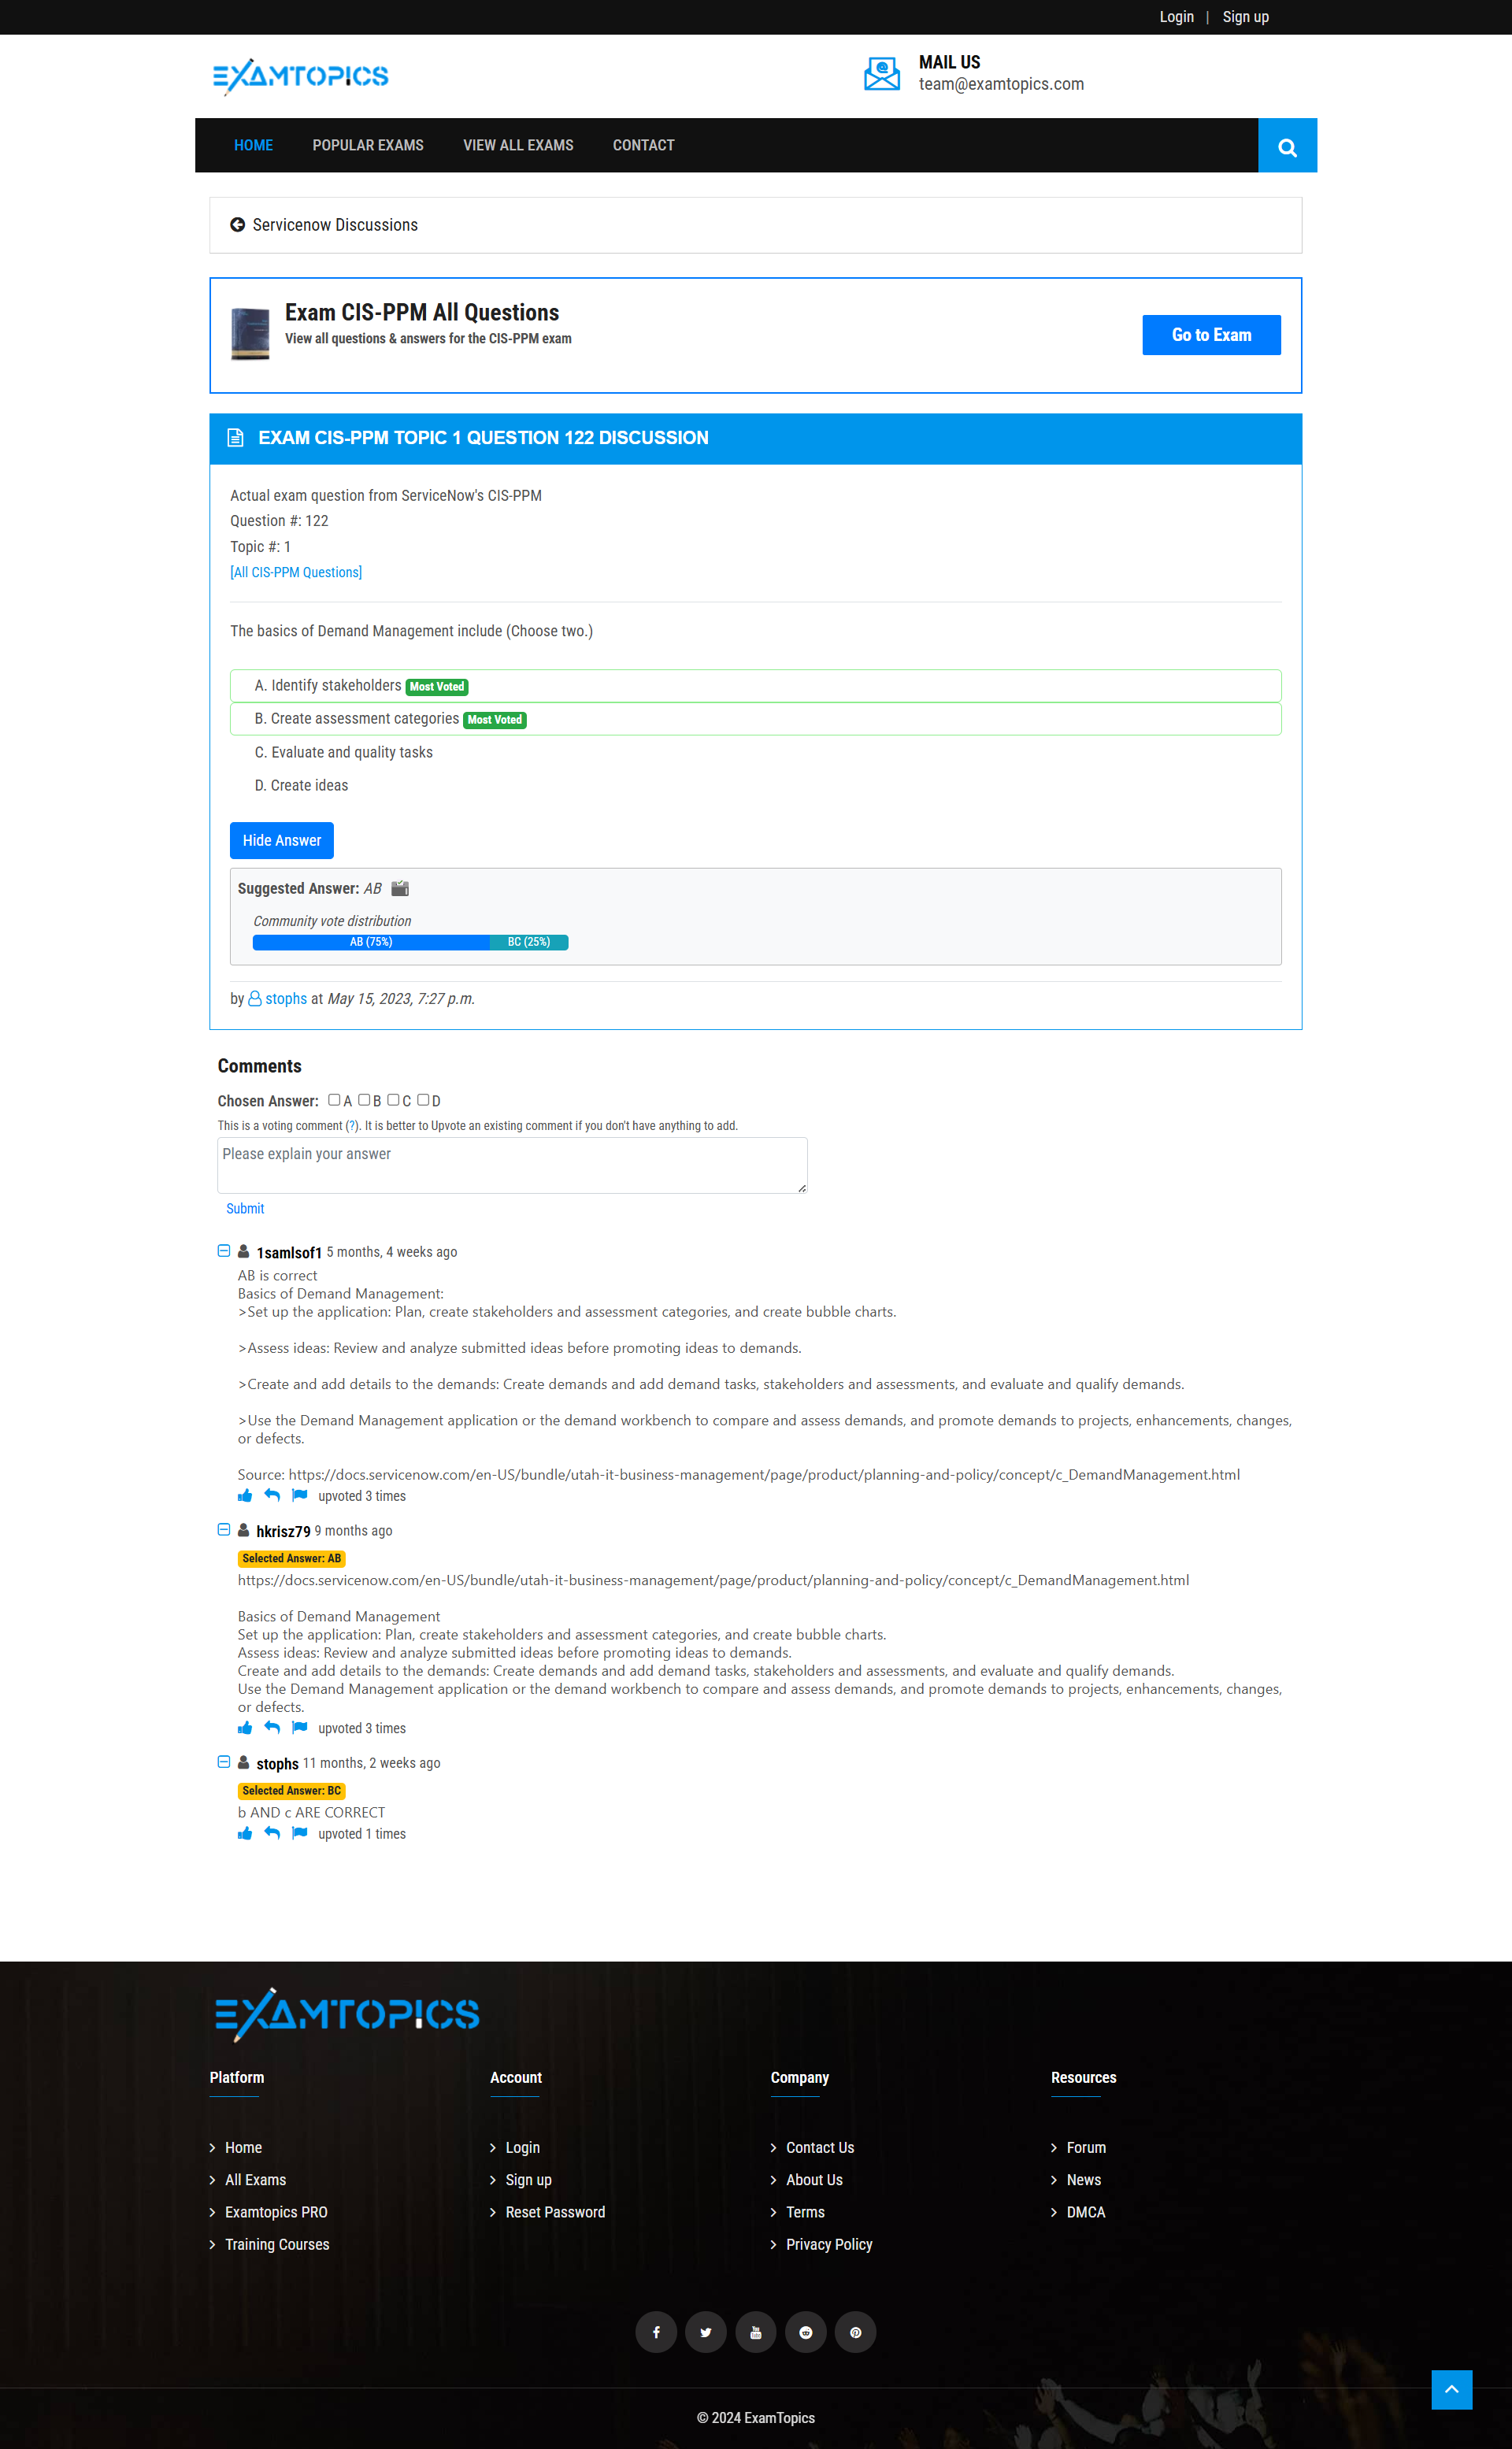 Login | Sign up
EXAMTOPICS
MAIL US
team@examtopics.com
HOME POPULAR EXAMS VIEW ALL EXAMS CONTACT
Servicenow Discussions
Exam CIS-PPM All Questions
View all questions & answers for the CIS-PPM exam
Go to Exam
EXAM CIS-PPM TOPIC 1 QUESTION 122 DISCUSSION
Actual exam question from ServiceNow's CIS-PPM
Question #: 122
Topic #: 1
[All CIS-PPM Questions]
The basics of Demand Management include (Choose two.)
A. Identify stakeholders Most Voted
B. Create assessment categories Most Voted
C. Evaluate and quality tasks
D. Create ideas
Hide Answer
Suggested Answer: AB
Community vote distribution
AB (75%) BC (25%)
by stophs at May 15, 2023, 7:27 p.m.
Comments
Chosen Answer: A B C D
This is a voting comment (?). It is better to Upvote an existing comment if you don't have anything to add.
Please explain your answer
Submit
1samlsof1 5 months, 4 weeks ago
AB is correct
Basics of Demand Management:
>Set up the application: Plan, create stakeholders and assessment categories, and create bubble charts.
>Assess ideas: Review and analyze submitted ideas before promoting ideas to demands.
>Create and add details to the demands: Create demands and add demand tasks, stakeholders and assessments, and evaluate and qualify demands.
>Use the Demand Management application or the demand workbench to compare and assess demands, and promote demands to projects, enhancements, changes,
or defects.
Source: https://docs.servicenow.com/en-US/bundle/utah-it-business-management/page/product/planning-and-policy/concept/c_DemandManagement.html
upvoted 3 times
hkrisz79 9 months ago
Selected Answer: AB
https://docs.servicenow.com/en-US/bundle/utah-it-business-management/page/product/planning-and-policy/concept/c_DemandManagement.html
Basics of Demand Management
Set up the application: Plan, create stakeholders and assessment categories, and create bubble charts.
Assess ideas: Review and analyze submitted ideas before promoting ideas to demands.
Create and add details to the demands: Create demands and add demand tasks, stakeholders and assessments, and evaluate and qualify demands.
Use the Demand Management application or the demand workbench to compare and assess demands, and promote demands to projects, enhancements, changes,
or defects.
upvoted 3 times
stophs 11 months, 2 weeks ago
Selected Answer: BC
b AND c ARE CORRECT
upvoted 1 times
EXAMTOPICS
Platform
Home
All Exams
Examtopics PRO
Training Courses
Account
Login
Sign up
Reset Password
Company
Contact Us
About Us
Terms
Privacy Policy
Resources
Forum
News
DMCA
© 2024 ExamTopics